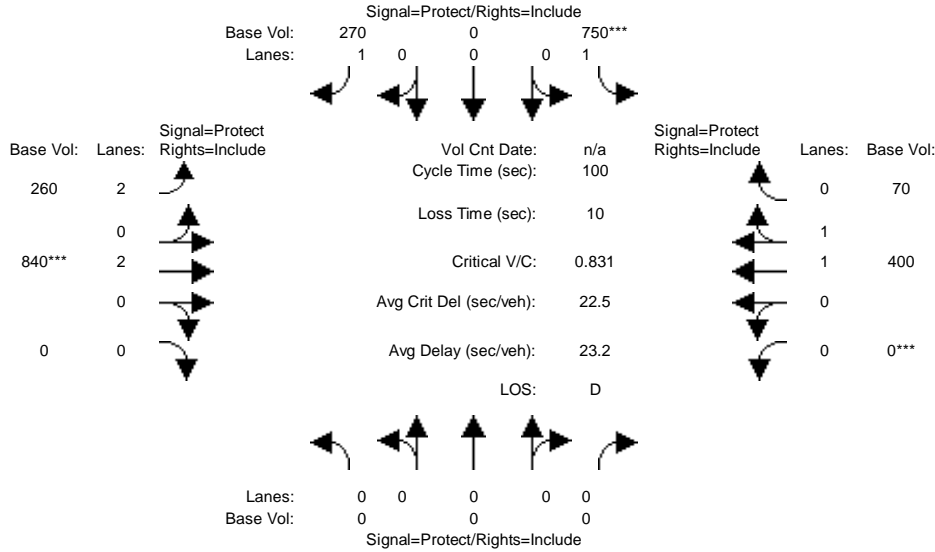 Signal=Protect/Rights=Include
Base Vol: 270 0 750***
Lanes: 1 0 0 0 1
Signal=Protect Signal=Protect
Base Vol: Lanes: Rights=Include Vol Cnt Date: n/a Rights=Include Lanes: Base Vol:
Cycle Time (sec): 100
260 2 0 70
Loss Time (sec): 10
0 1
840*** 2 Critical V/C: 0.831 1 400
0 Avg Crit Del (sec/veh): 22.5 0
0 0 Avg Delay (sec/veh): 23.2 0 0***
LOS: D
Lanes: 0 0 0 0 0
Base Vol: 0 0 0
Signal=Protect/Rights=Include